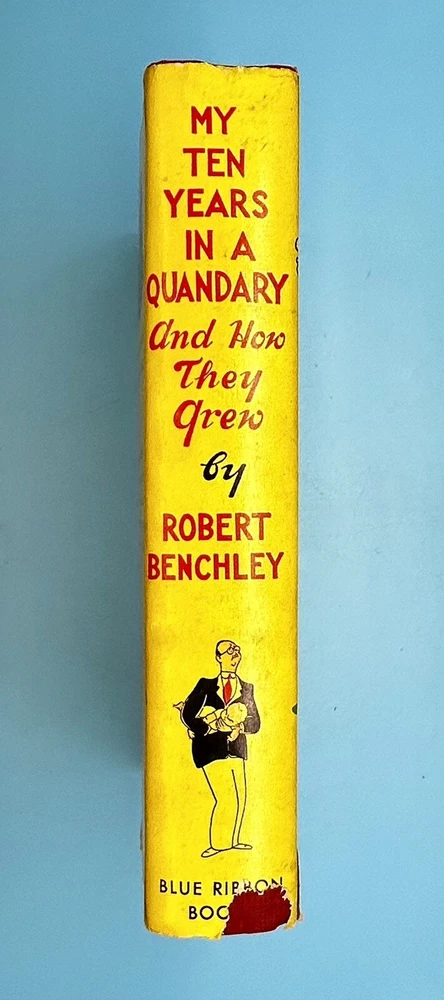 MY
TEN
YEARS
IN A
QUANDARY
And How
They
Grew
by
ROBERT
BENCHLEY
BLUE RIBBON